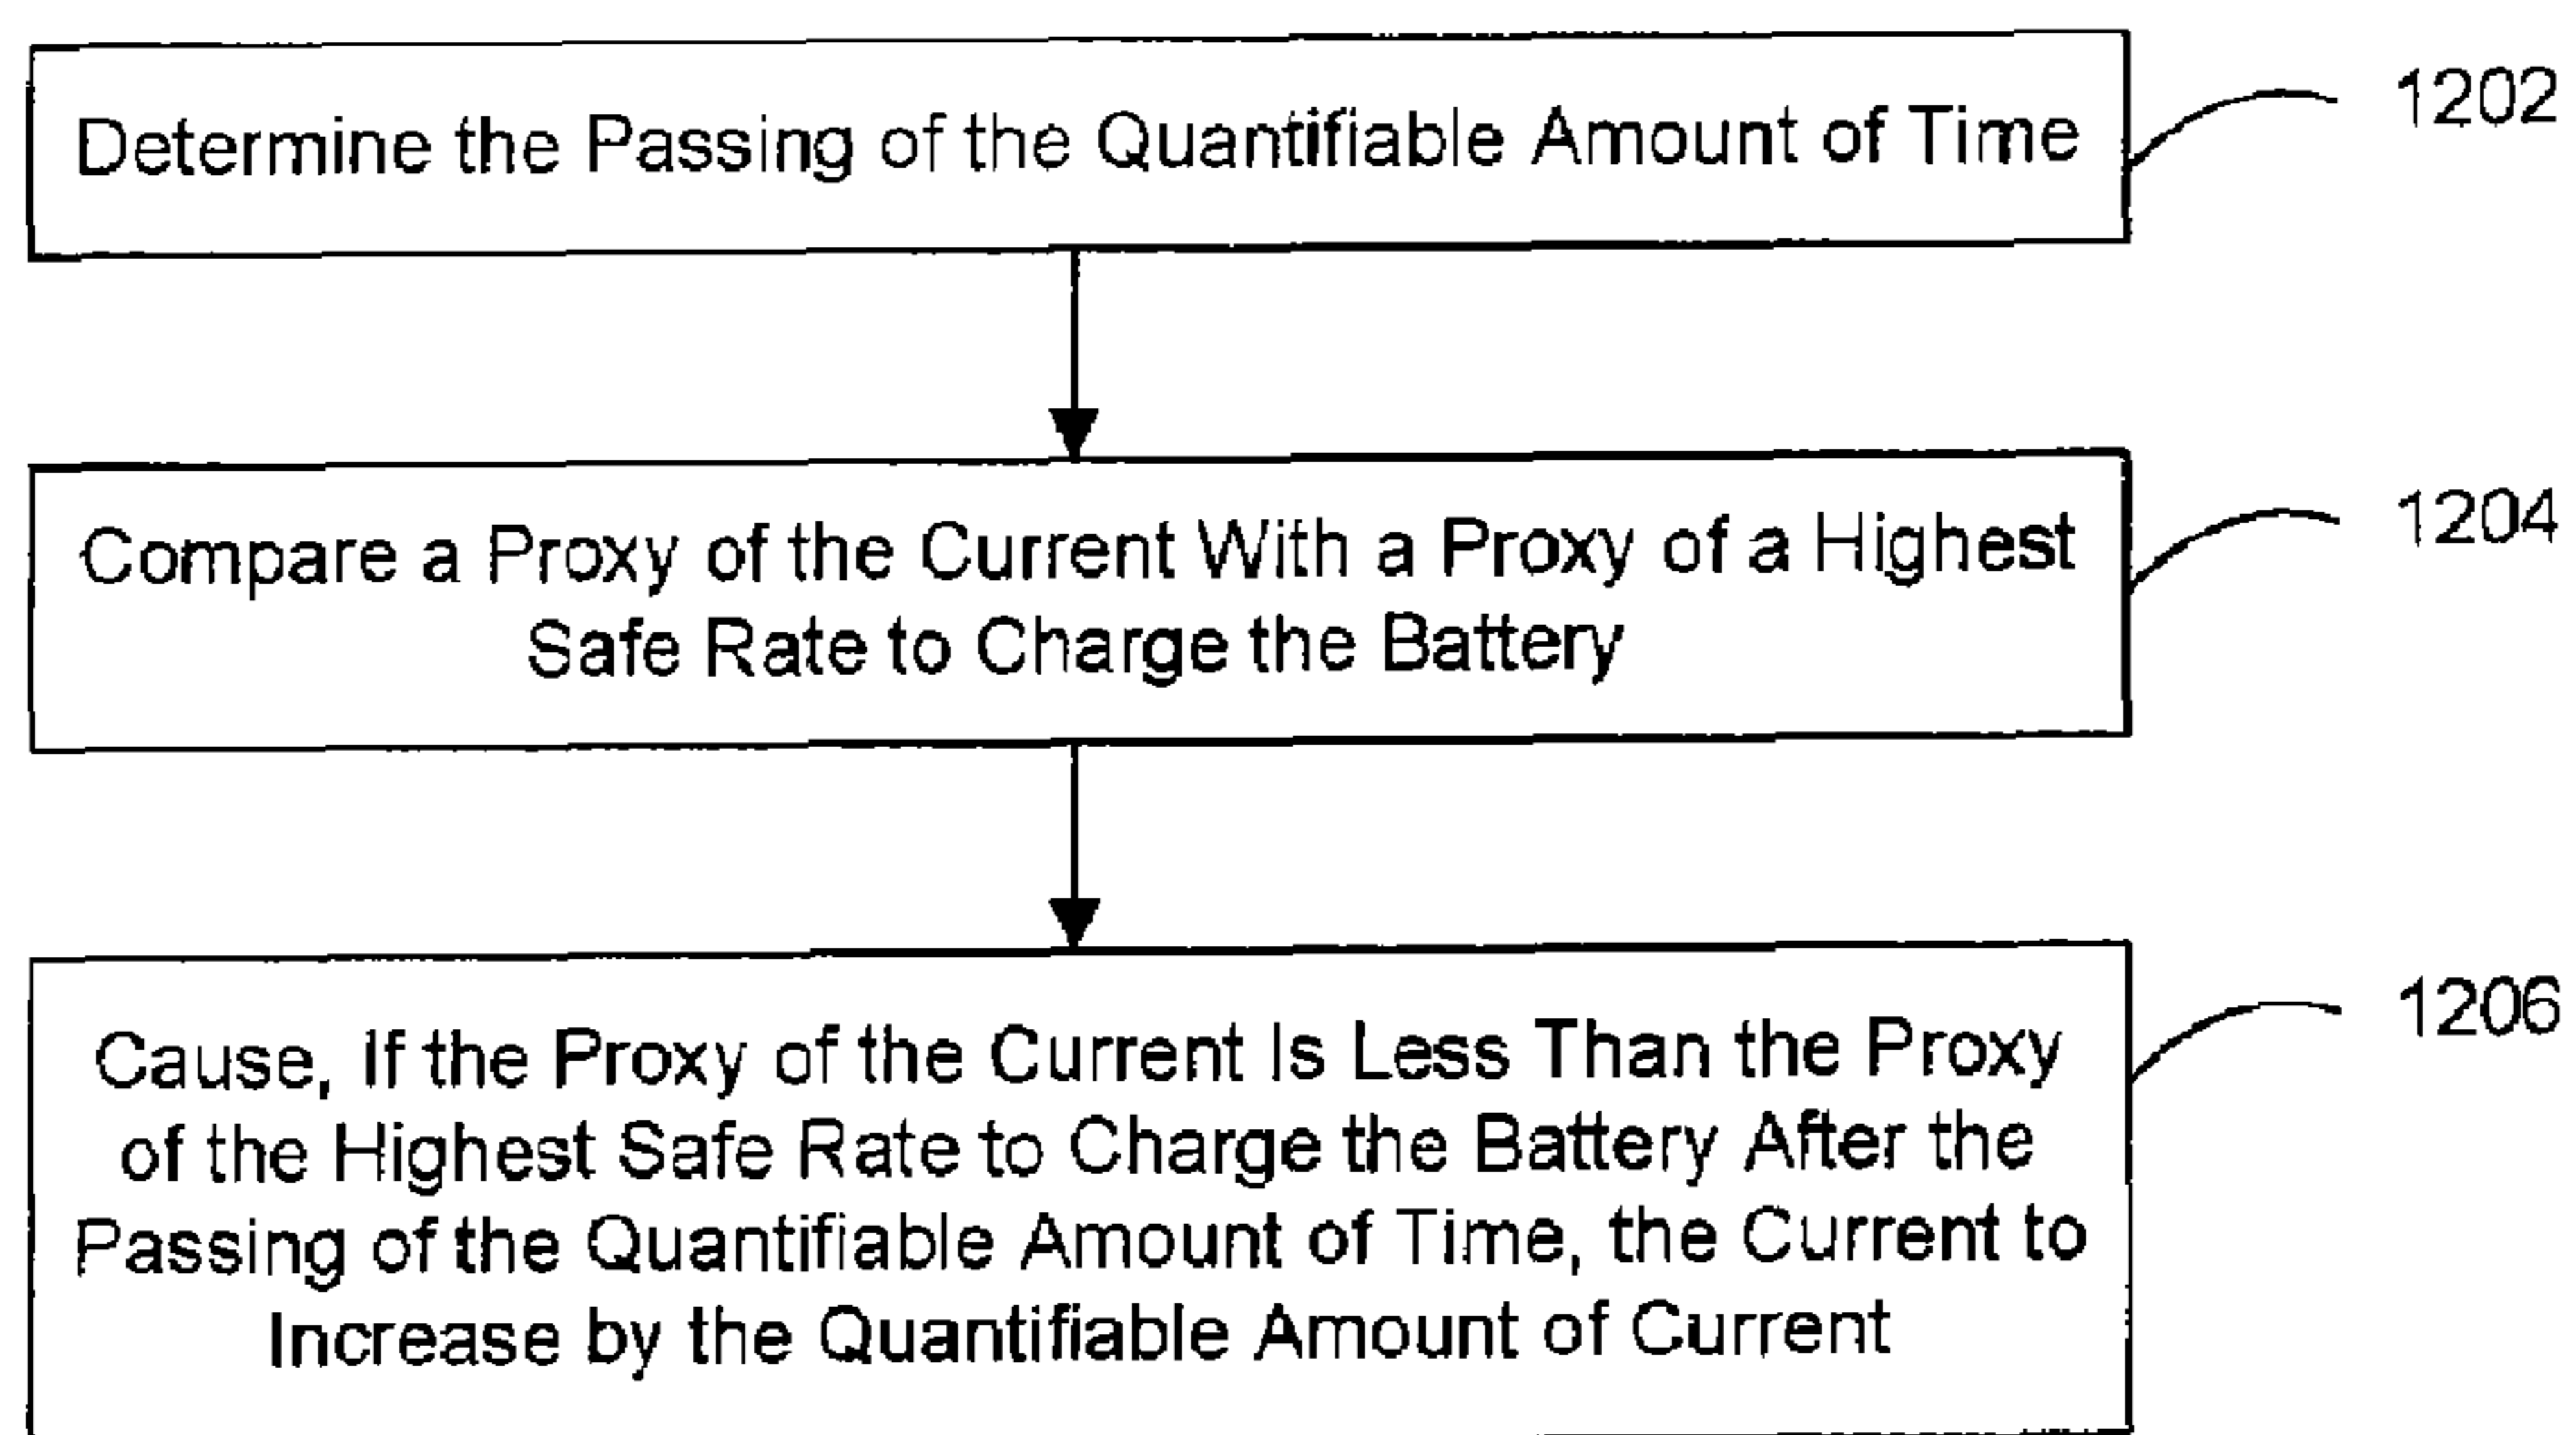 Determine the Passing of the Quantifiable Amount of Time
1202
Compare a Proxy of the Current With a Proxy of a Highest
Safe Rate to Charge the Battery
1204
Cause, If the Proxy of the Current Is Less Than the Proxy
of the Highest Safe Rate to Charge the Battery After the
Passing of the Quantifiable Amount of Time, the Current to
Increase by the Quantifiable Amount of Current
1206